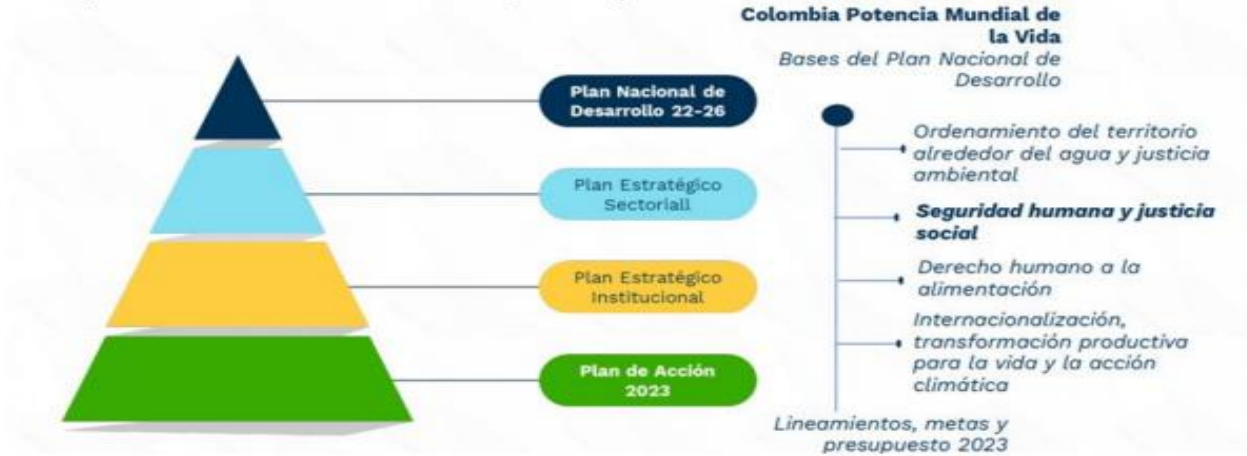 Plan Nacional de
Desarrollo 22-26
Plan Estratégico
Sectoriall
Plan Estratégico
Institucional
Plan de Acción
2023
Colombia Potencia Mundial de
la Vida
Bases del Plan Nacional de
Desarrollo
Ordenamiento del territorio
alrededor del agua y justicia
ambiental
Seguridad humana y justicia
social
Derecho humano a la
alimentación
Internacionalización,
transformación productiva
para la vida y la acción
climática
Lineamientos, metas y
presupuesto 2023